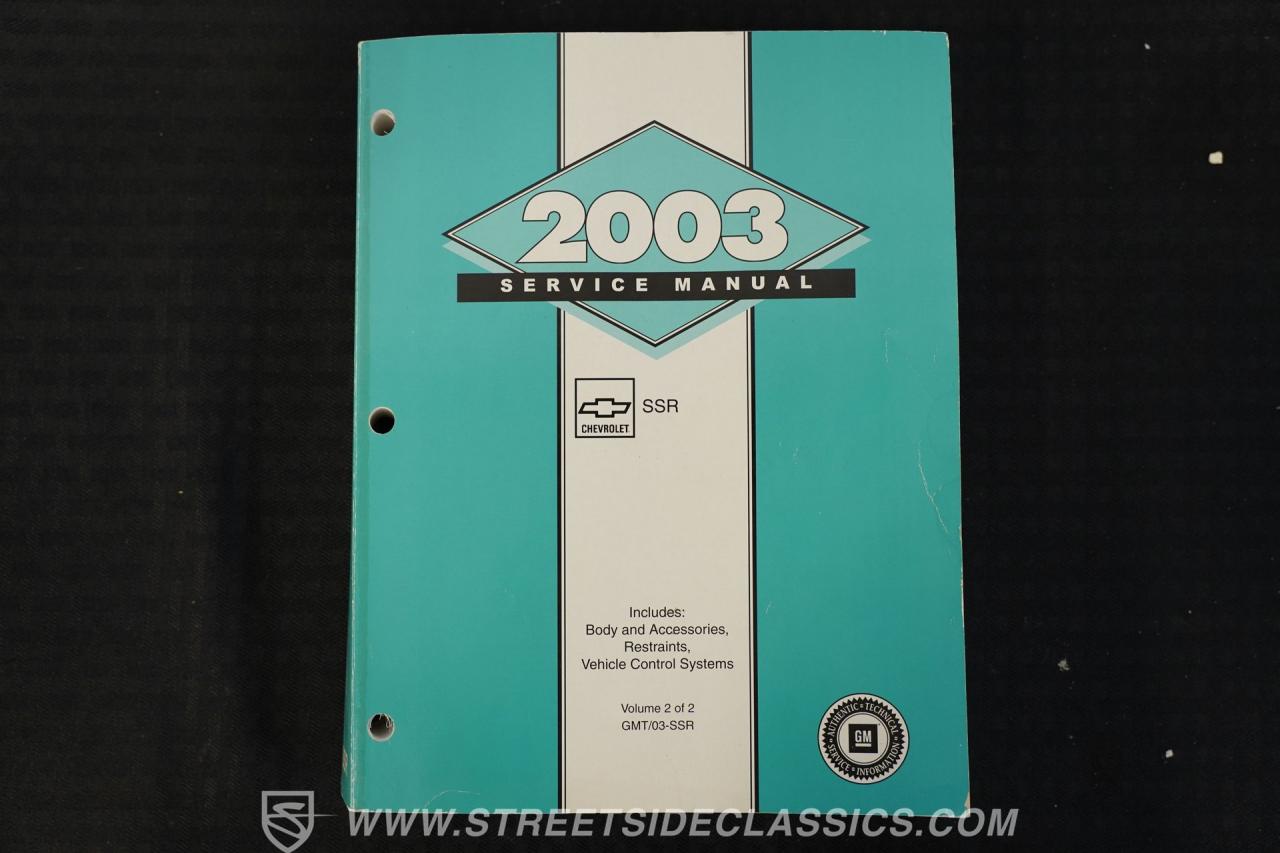 2003
SERVICE MANUAL
CHEVROLET
SSR
Includes:
Body and Accessories,
Restraints,
Vehicle Control Systems
Volume 2 of 2
GMT/03-SSR
AUTHENTIC TECHNICAL
SERVICE INFORMATION
GM
WWW.STREETSIDECLASSICS.COM